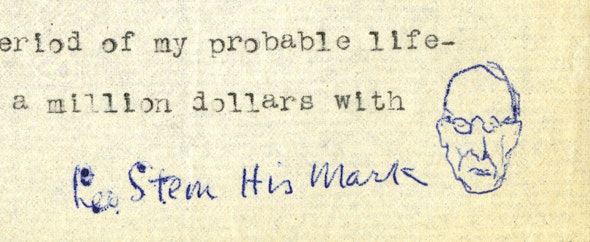 eriod of my probable life-
a million dollars with
Leo Stein His Mark